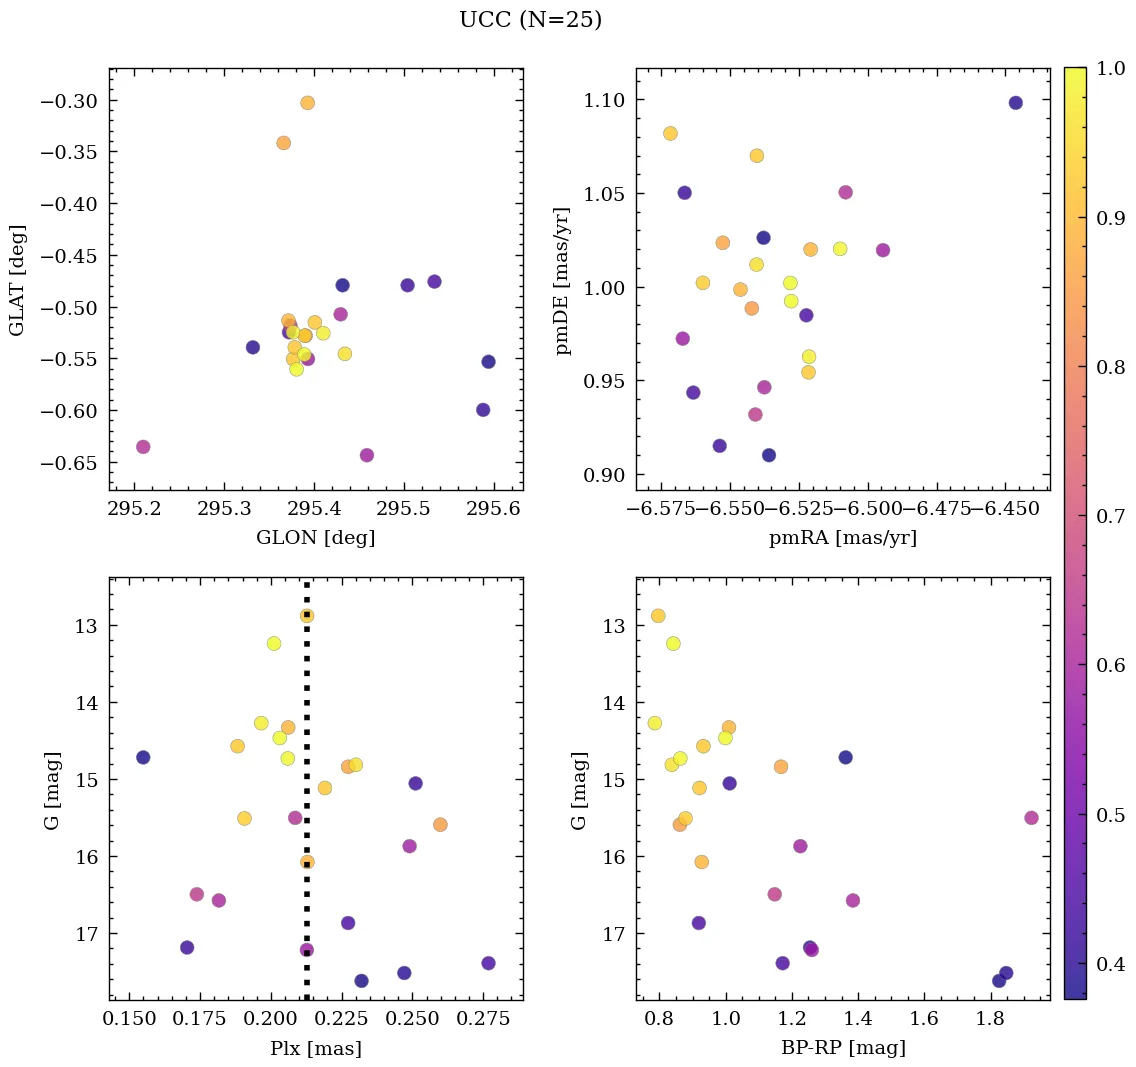 UCC (N=25)
−0.30
−0.35
−0.40
−0.45
−0.50
−0.55
−0.60
−0.65
GLAT [deg]
295.2 295.3 295.4 295.5 295.6
GLON [deg]
1.10
1.05
1.00
0.95
0.90
pmDE [mas/yr]
−6.575 −6.550 −6.525 −6.500 −6.475 −6.450
pmRA [mas/yr]
13
14
15
16
17
G [mag]
0.150 0.175 0.200 0.225 0.250 0.275
Plx [mas]
13
14
15
16
17
G [mag]
0.8 1.0 1.2 1.4 1.6 1.8
BP-RP [mag]
1.0
0.9
0.8
0.7
0.6
0.5
0.4